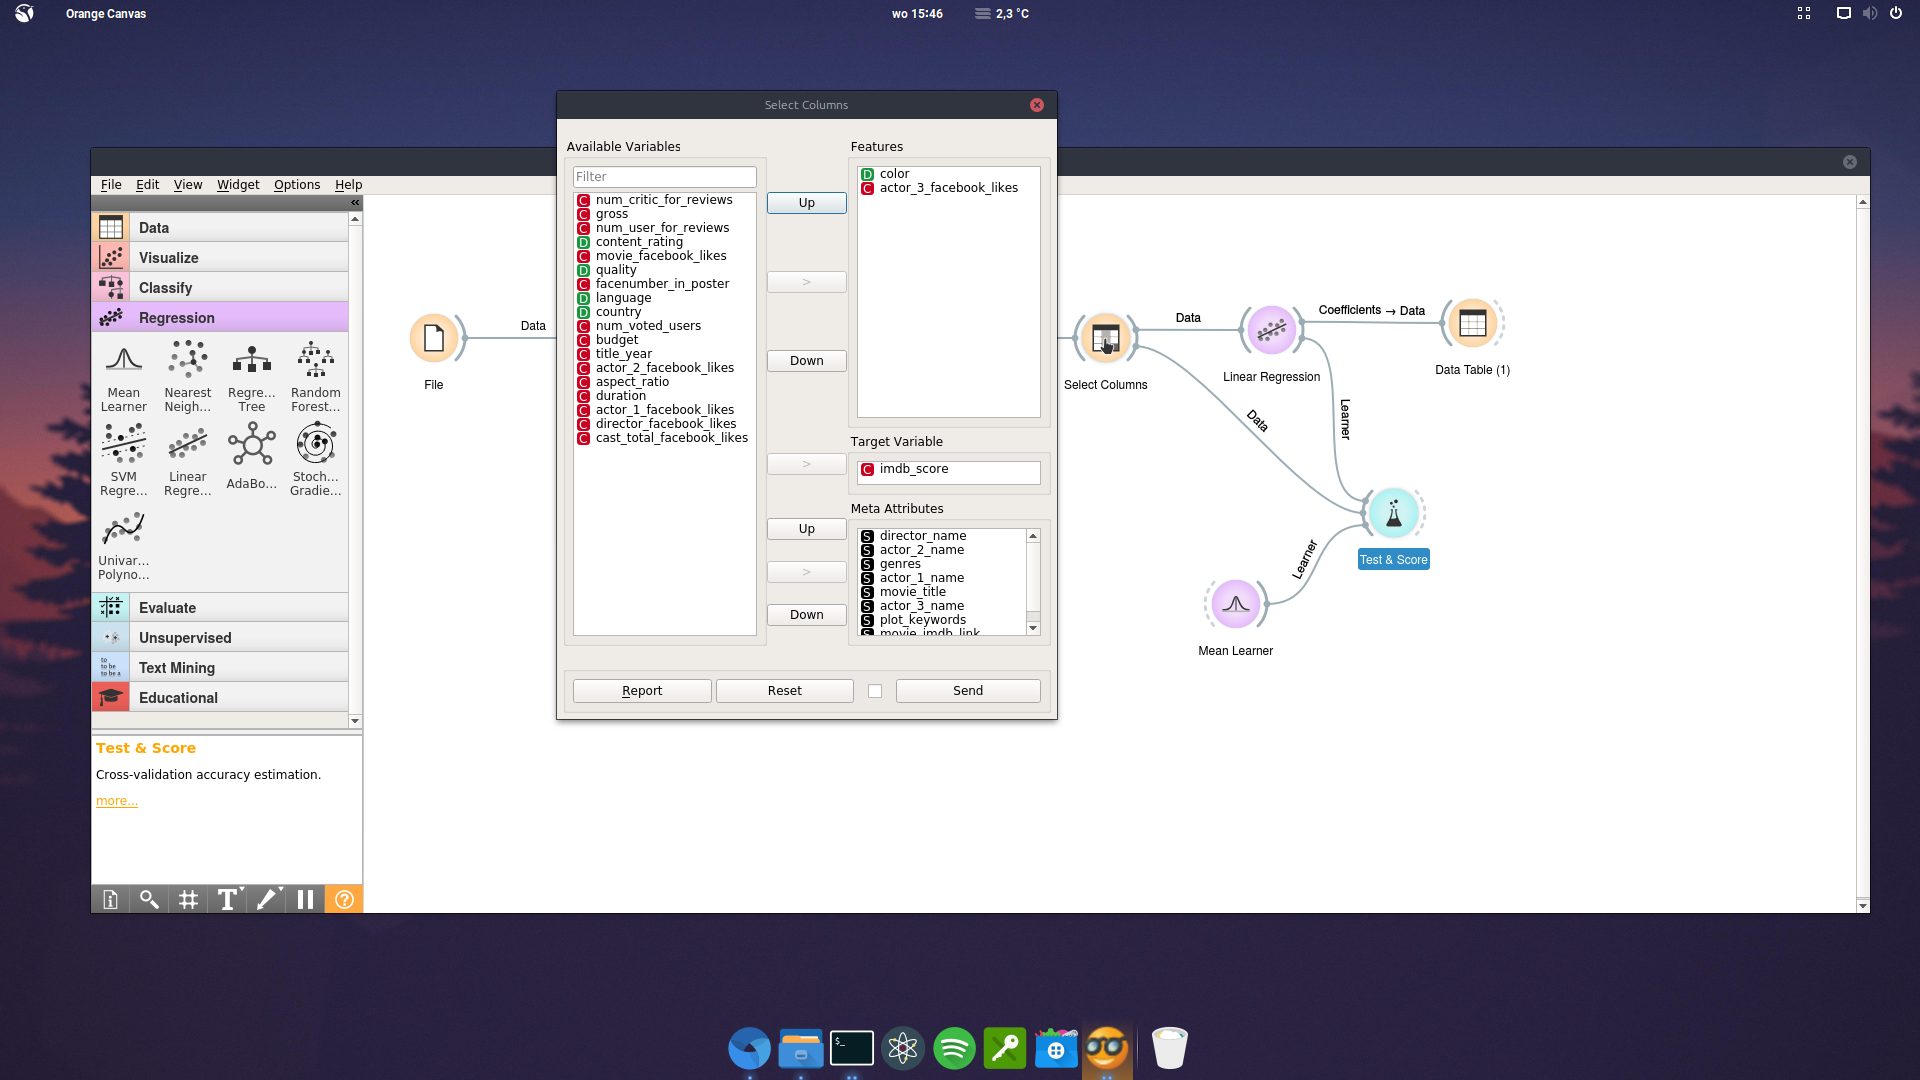 Orange Canvas
wo 15:46
2,3 °C
Select Columns
Available Variables
Filter
C num_critic_for_reviews
C gross
C num_user_for_reviews
D content_rating
C movie_facebook_likes
D quality
C facenumber_in_poster
D language
D country
C num_voted_users
C budget
C title_year
C actor_2_facebook_likes
C aspect_ratio
C duration
C actor_1_facebook_likes
C director_facebook_likes
C cast_total_facebook_likes
Up
>
Down
>
Up
>
Down
Features
D color
C actor_3_facebook_likes
Target Variable
C imdb_score
Meta Attributes
S director_name
S actor_2_name
S genres
S actor_1_name
S movie_title
S actor_3_name
S plot_keywords
S movie_imdb_link
Report
Reset
Send
File Edit View Widget Options Help
«
Data
Visualize
Classify
Regression
Mean
Learner
Nearest
Neigh...
Regre...
Tree
Random
Forest...
SVM
Regre...
Linear
Regre...
AdaBo...
Stoch...
Gradie...
Univar...
Polyno...
Evaluate
Unsupervised
to
to be
to be a
Text Mining
Educational
Test & Score
Cross-validation accuracy estimation.
more...
T
?
File
Data
Select Columns
Data
Linear Regression
Coefficients → Data
Data Table (1)
Data
Learner
Test & Score
Learner
Mean Learner
$_